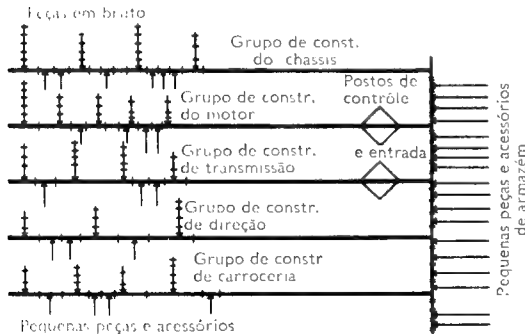 Peças em bruto
Grupo de const.
do chassis
Postos de
contrôle
Grupo de constr.
do motor
e entrada
Grupo de constr.
de transmissão
Grupo de constr.
de direção
Grupo de constr
de carroceria
Pequenas peças e acessórios
Pequenas peças e acessórios
de armazém